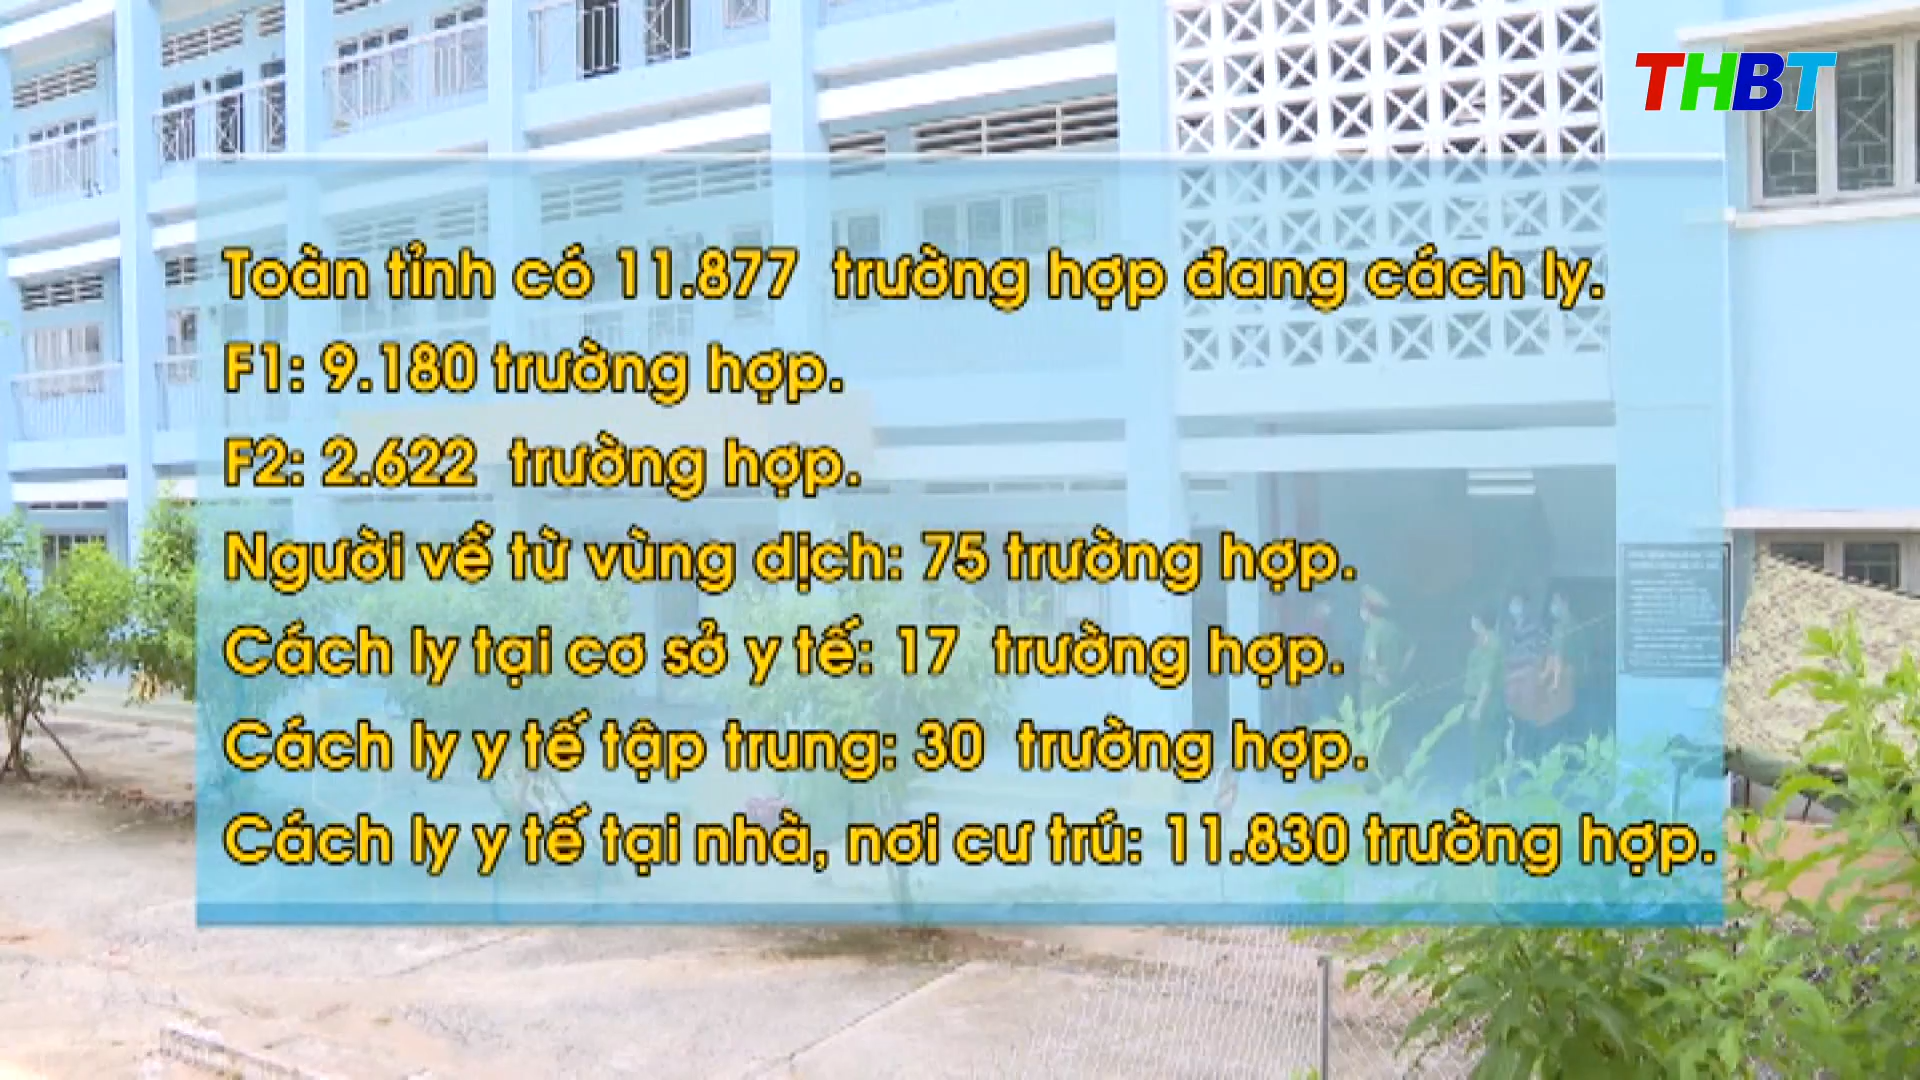 THBT
Toàn tỉnh có 11.877 trường hợp đang cách ly.
F1: 9.180 trường hợp.
F2: 2.622 trường hợp.
Người về từ vùng dịch: 75 trường hợp.
Cách ly tại cơ sở y tế: 17 trường hợp.
Cách ly y tế tập trung: 30 trường hợp.
Cách ly y tế tại nhà, nơi cư trú: 11.830 trường hợp.